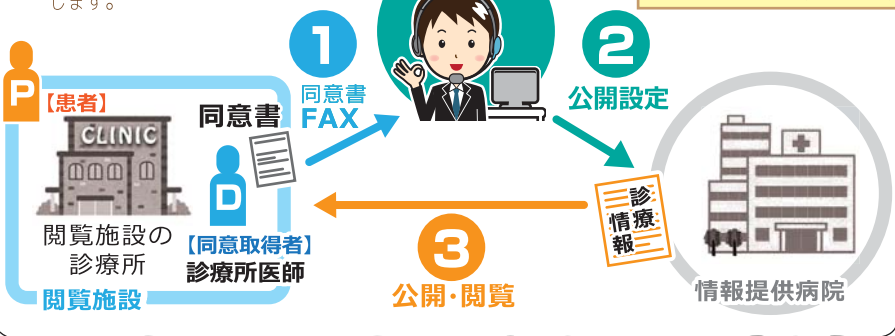 します。
1
同意書
FAX
2
公開設定
P
【患者】
CLINIC
同意書
D
閲覧施設の
診療所
【同意取得者】
診療所医師
閲覧施設
3
公開・閲覧
診療
情報
情報提供病院